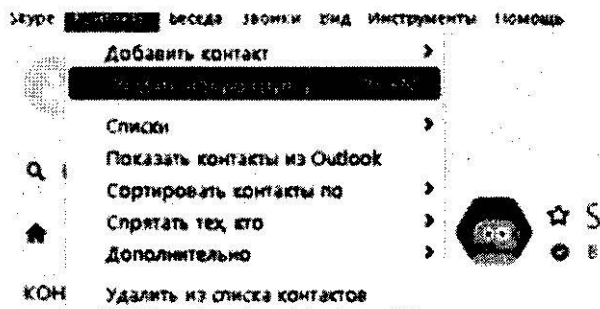 Skype Беседа Звонки Вид Инструменты Помощь
Добавить контакт
Списки
Показать контакты из Outlook
Сортировать контакты по
Спрятать тех, кто
Дополнительно
КОН
Удалить из списка контактов